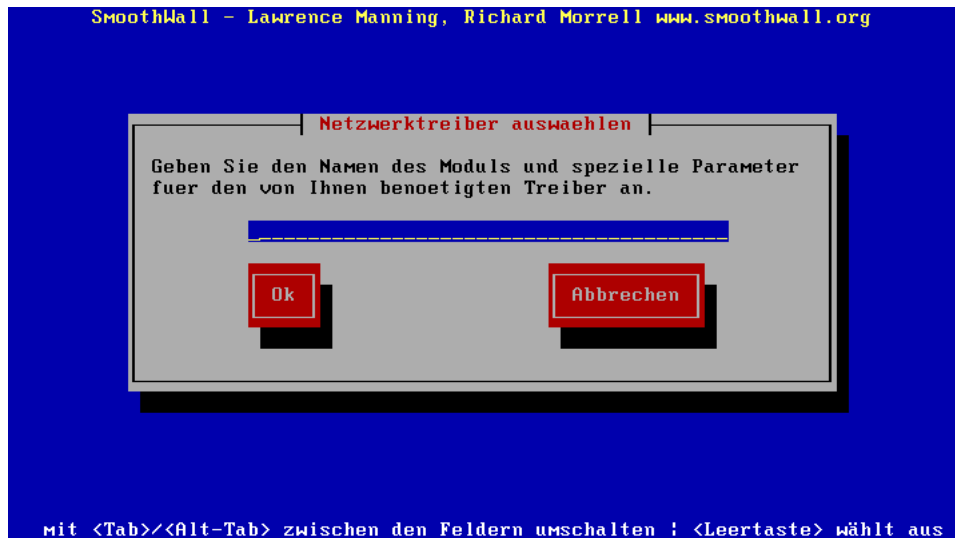 SmoothWall - Lawrence Manning, Richard Morrell www.smoothwall.org
Netzwerktreiber auswaehlen
Geben Sie den Namen des Moduls und spezielle Parameter
fuer den von Ihnen benoetigten Treiber an.
Ok
Abbrechen
mit <Tab>/<Alt-Tab> zwischen den Feldern umschalten ¦ <Leertaste> wählt aus